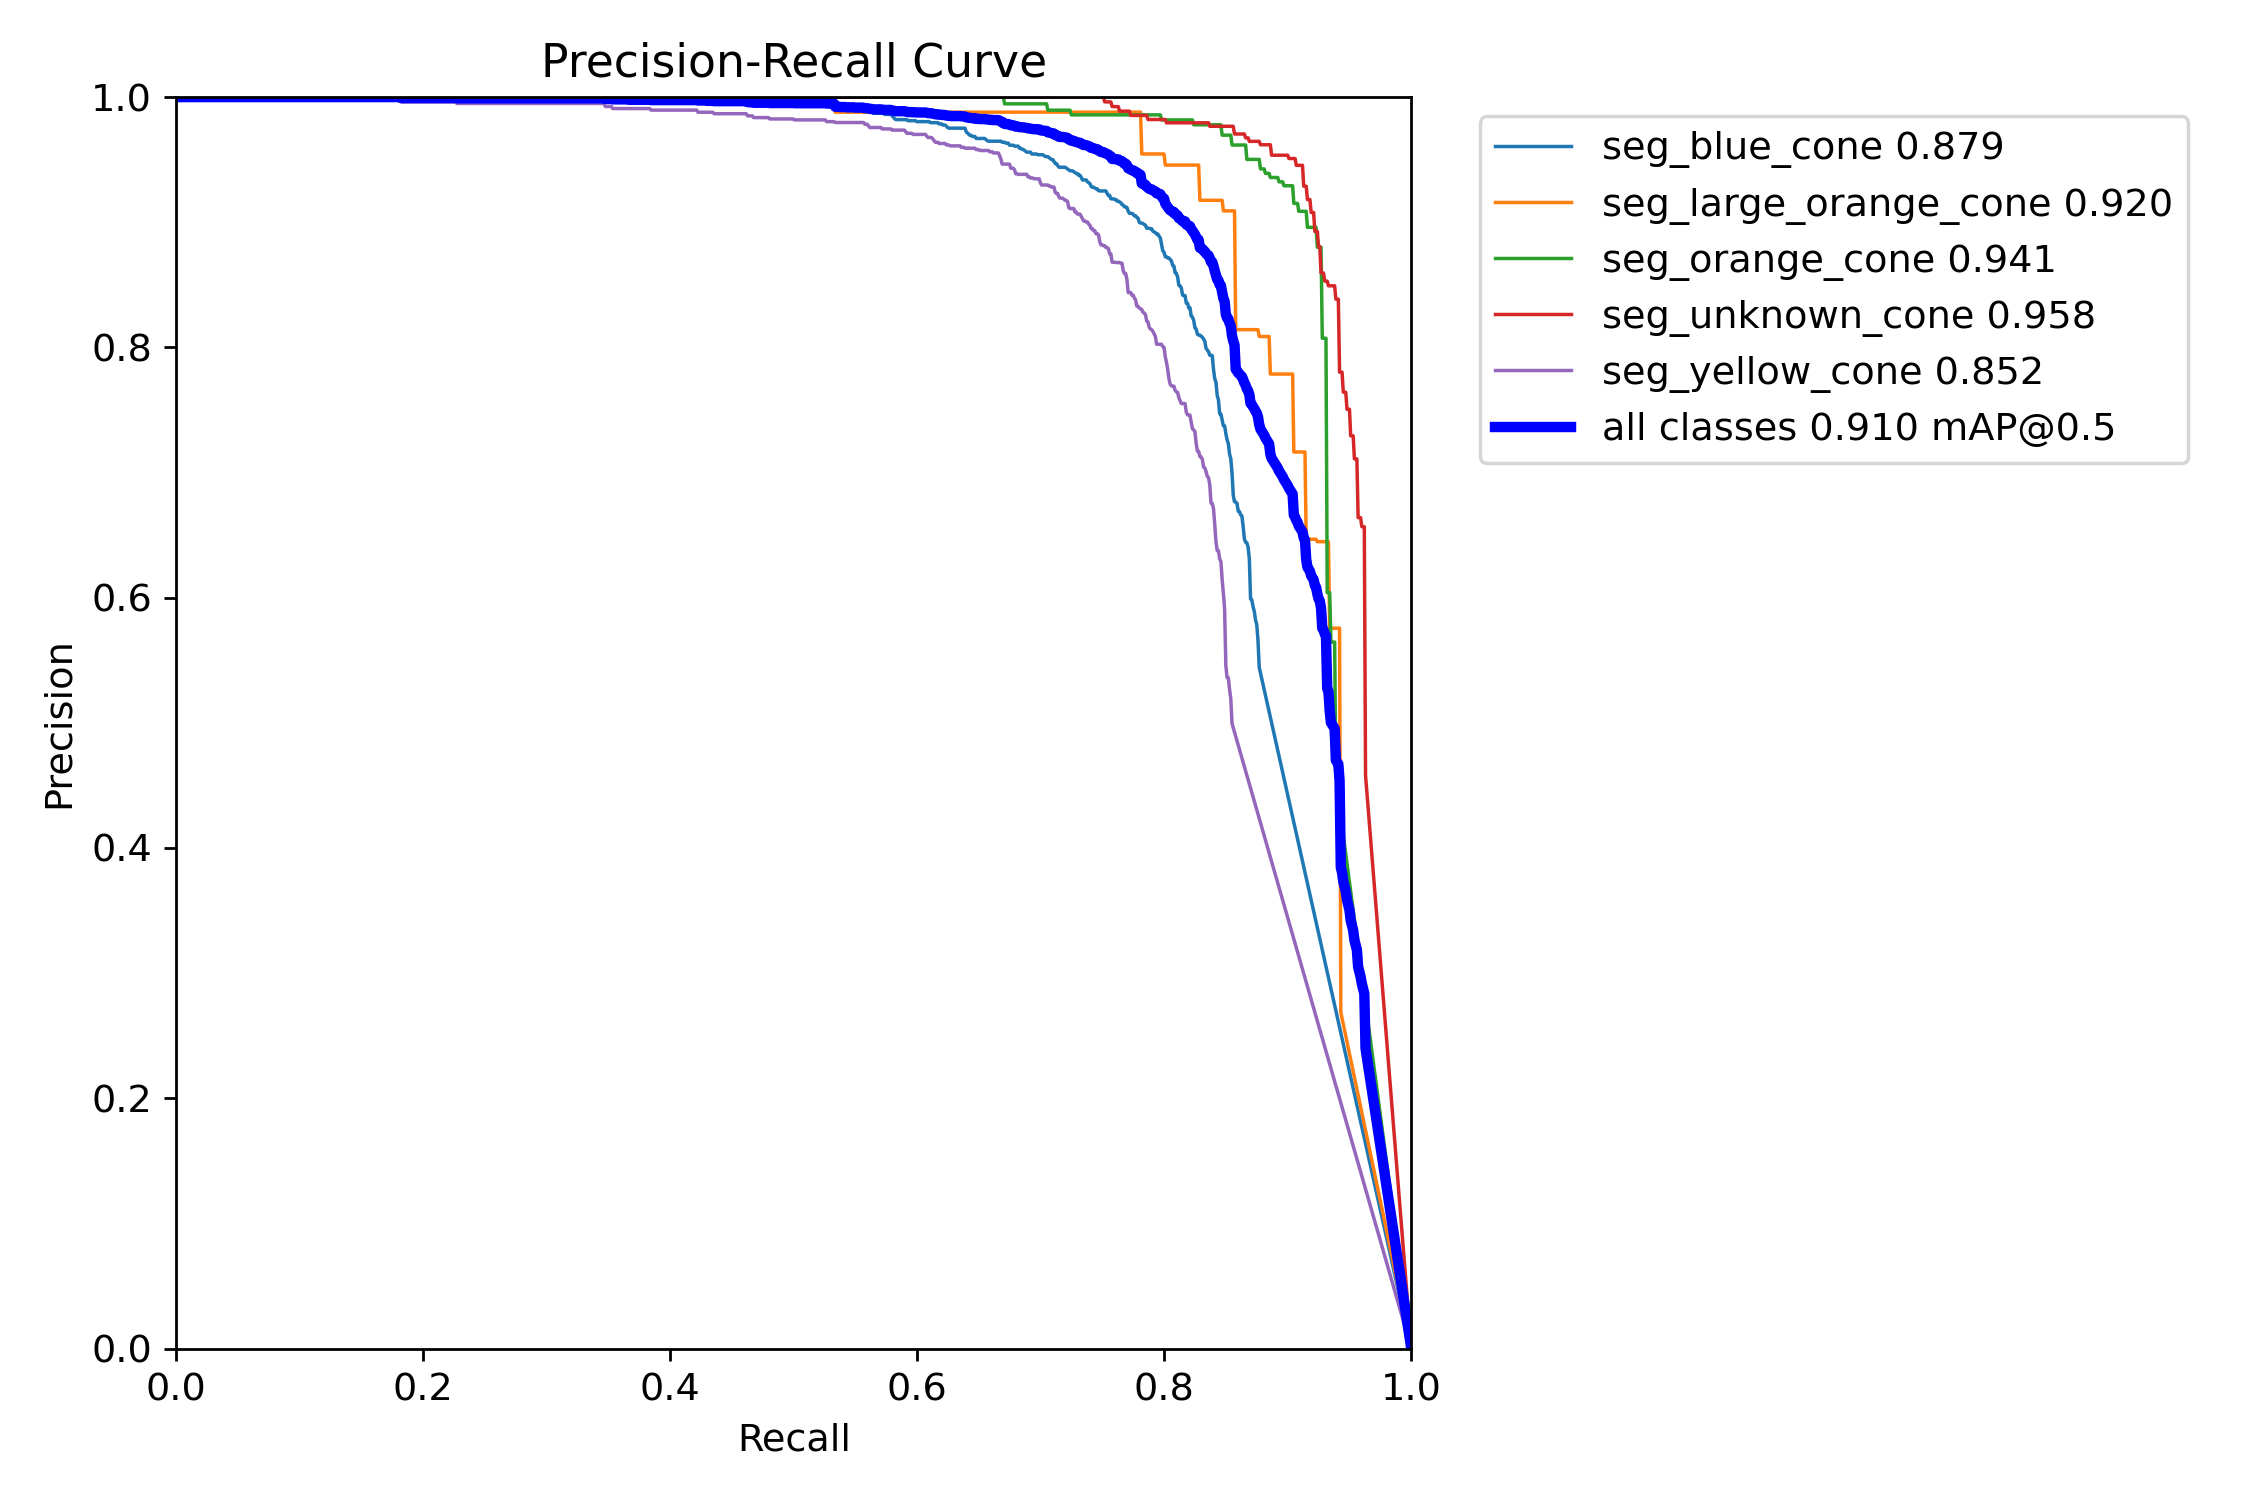 Precision-Recall Curve
1.0
0.8
0.6
0.4
0.2
0.0
Precision
0.0 0.2 0.4 0.6 0.8 1.0
Recall
seg_blue_cone 0.879
seg_large_orange_cone 0.920
seg_orange_cone 0.941
seg_unknown_cone 0.958
seg_yellow_cone 0.852
all classes 0.910 mAP@0.5